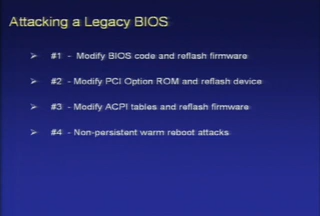 Attacking a Legacy BIOS
➢ #1 - Modify BIOS code and reflash firmware
➢ #2 - Modify PCI Option ROM and reflash device
➢ #3 - Modify ACPI tables and reflash firmware
➢ #4 - Non-persistent warm reboot attacks